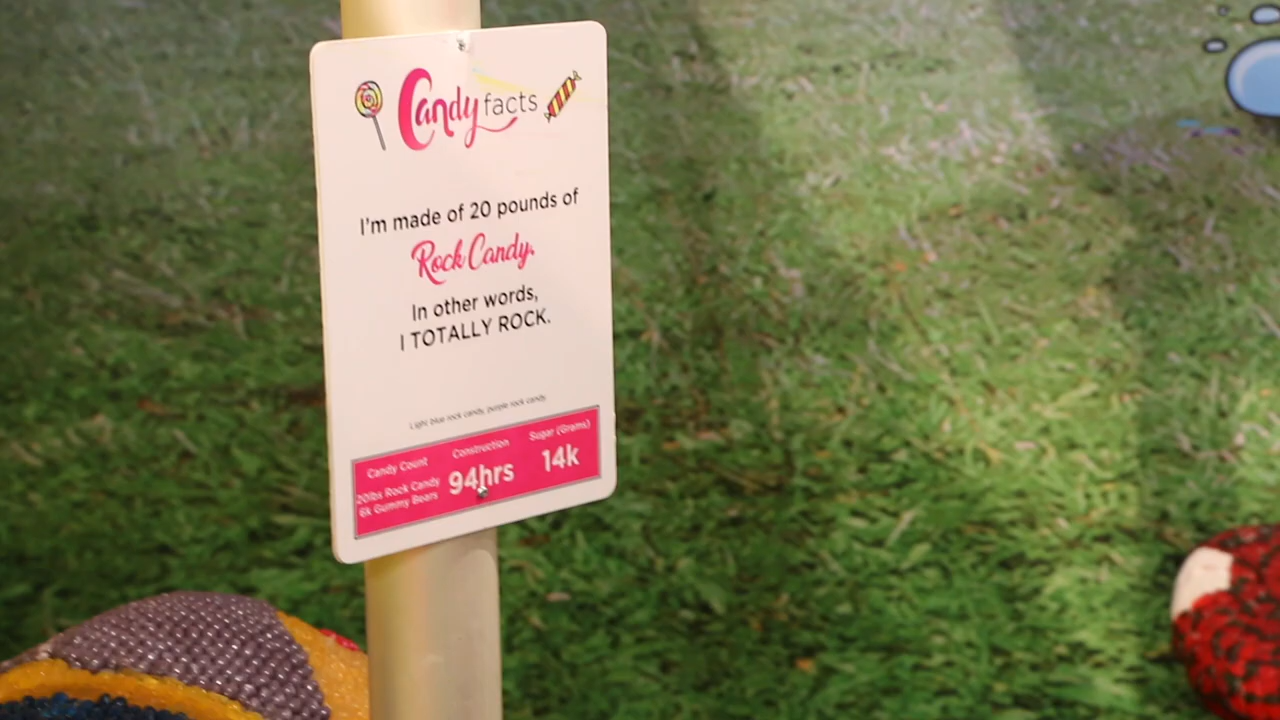 Candy facts
I'm made of 20 pounds of
Rock Candy.
In other words,
I TOTALLY ROCK.
Light blue rock candy, purple rock candy.
Candy Count
20lbs Rock Candy
6k Gummy Bears
Construction
94hrs
Sugar (Grams)
14k